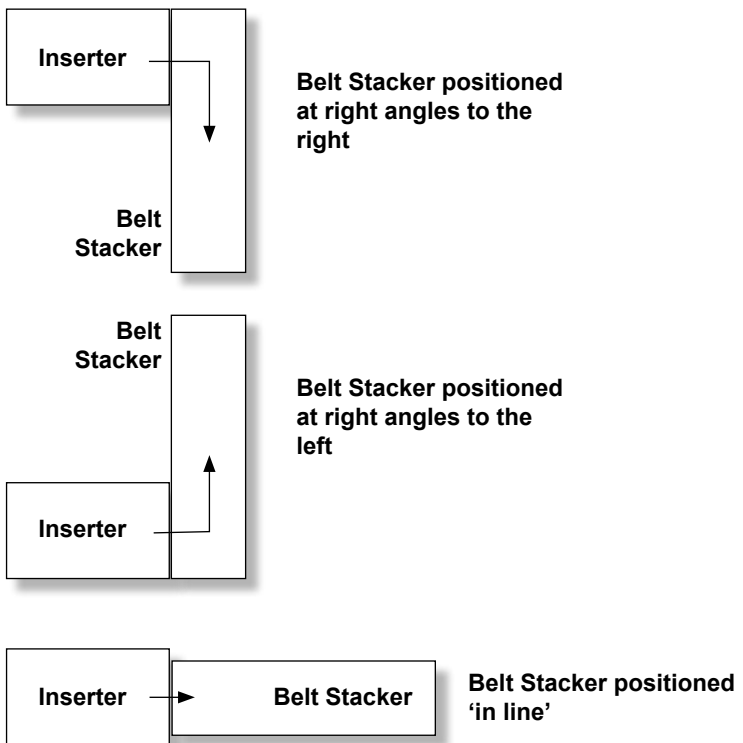 Inserter
Belt Stacker positioned
at right angles to the
right
Belt
Stacker
Belt
Stacker
Belt Stacker positioned
at right angles to the
left
Inserter
Inserter
Belt Stacker
Belt Stacker positioned
‘in line’